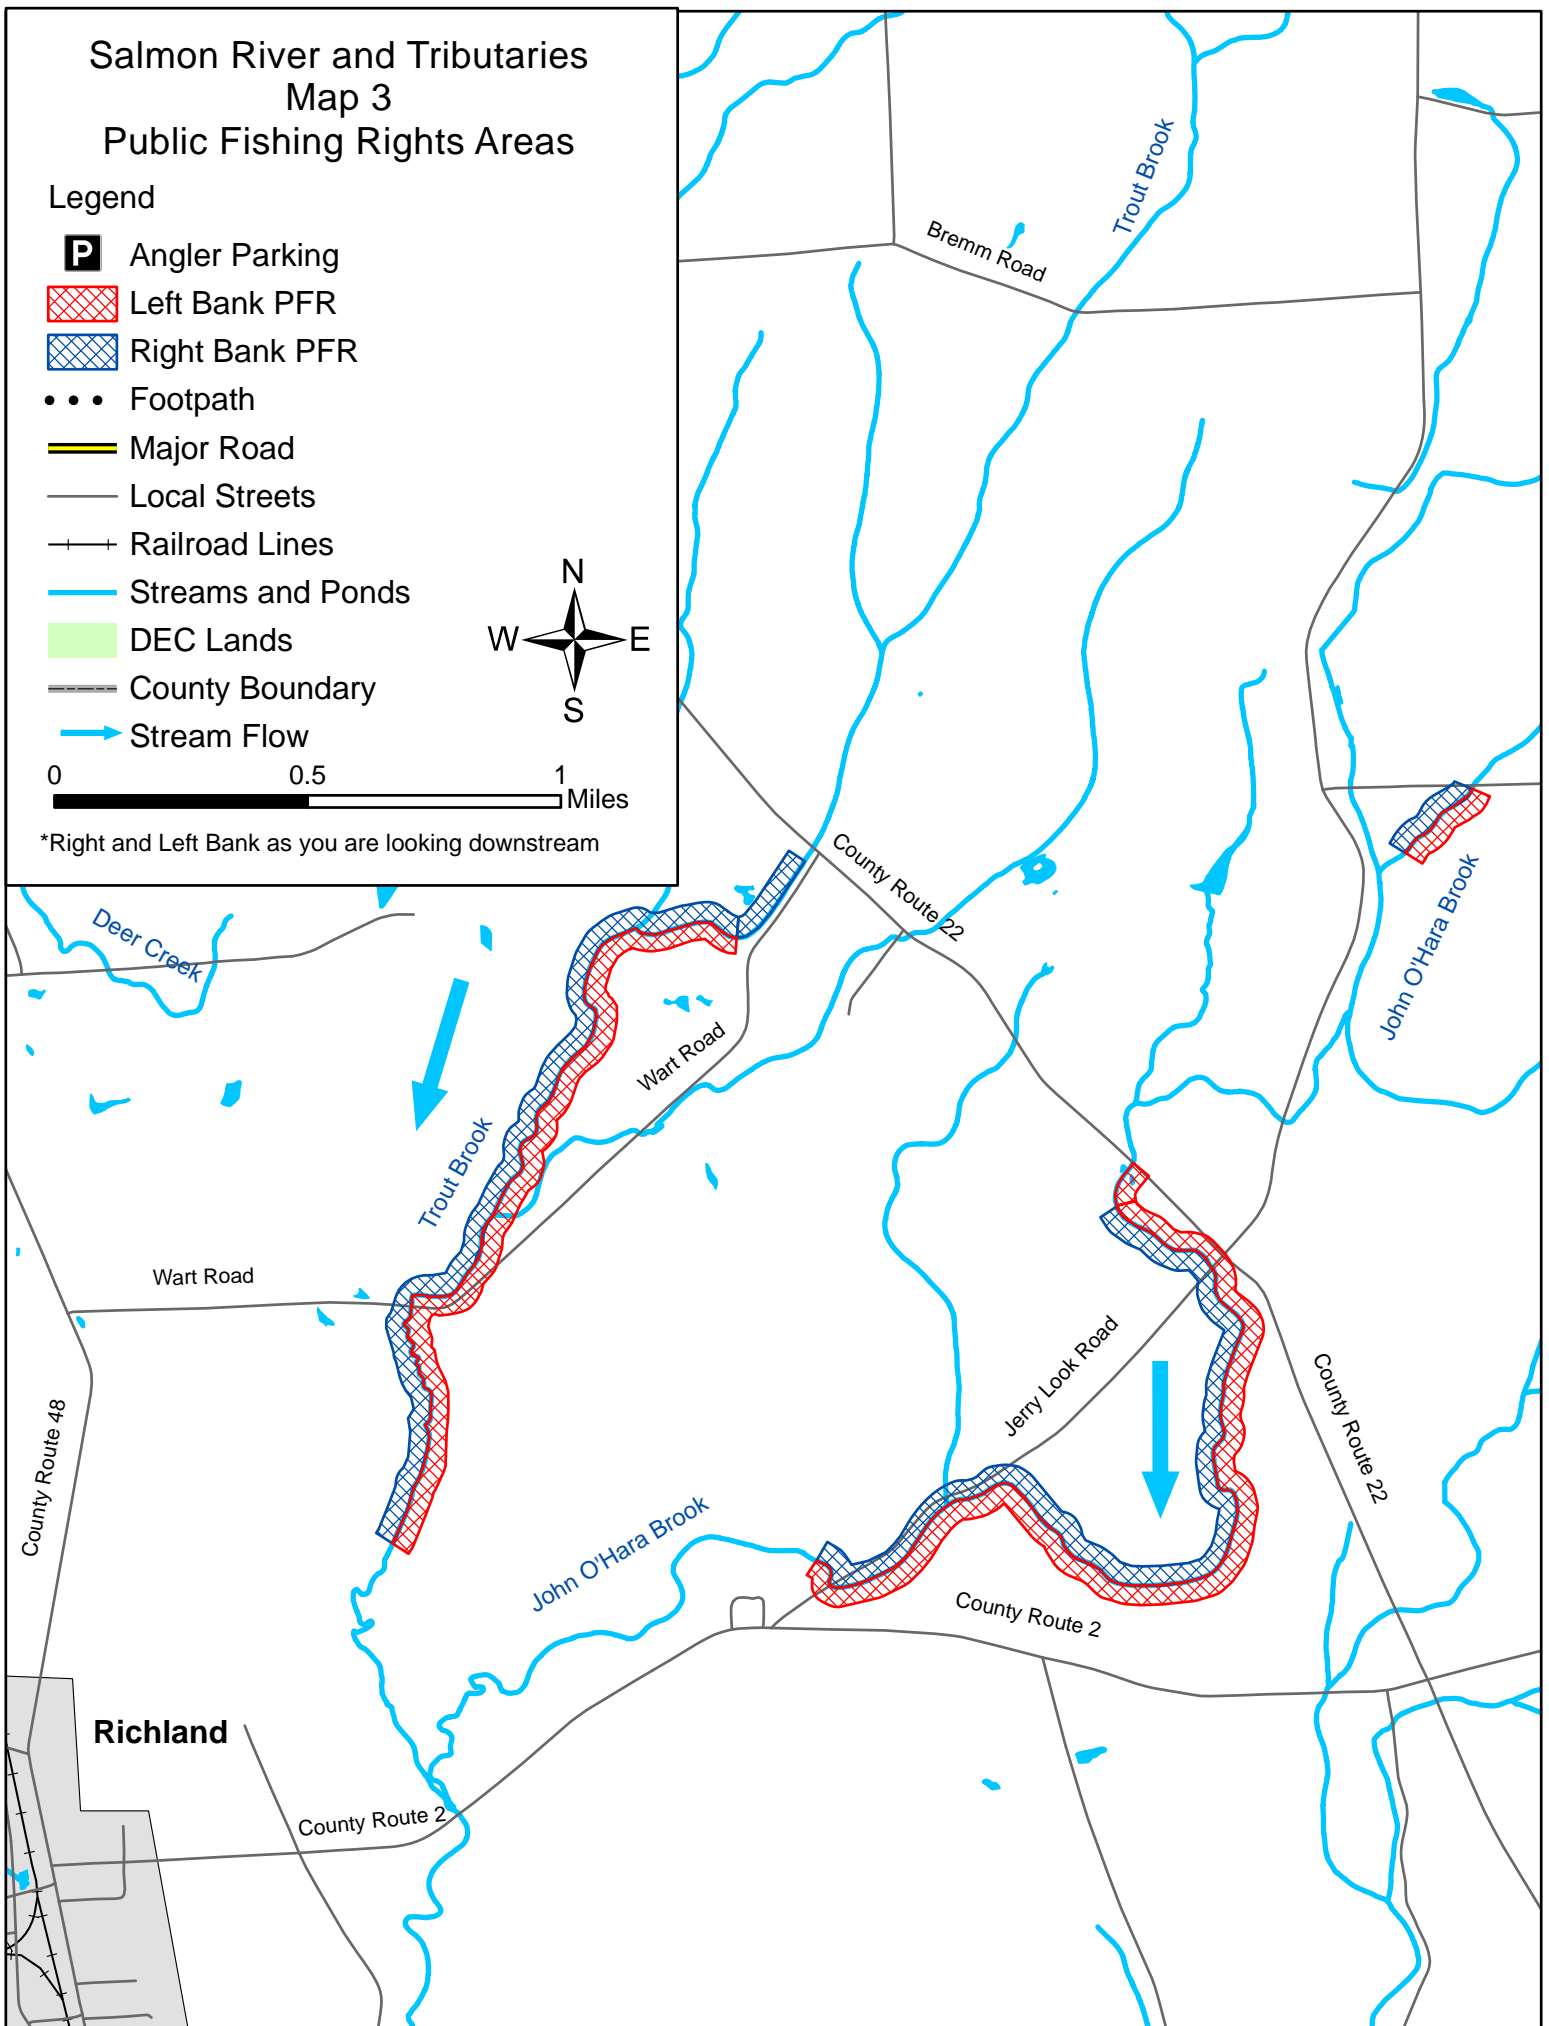 Salmon River and Tributaries
Map 3
Public Fishing Rights Areas
Legend
P Angler Parking
Left Bank PFR
Right Bank PFR
Footpath
Major Road
Local Streets
Railroad Lines
Streams and Ponds
DEC Lands
County Boundary
Stream Flow
N
W E
S
0 0.5 1
Miles
*Right and Left Bank as you are looking downstream
Trout Brook
Bremm Road
County Route 22
John O'Hara Brook
Deer Creek
Wart Road
Trout Brook
Wart Road
Jerry Look Road
County Route 22
County Route 48
John O'Hara Brook
County Route 2
Richland
County Route 2